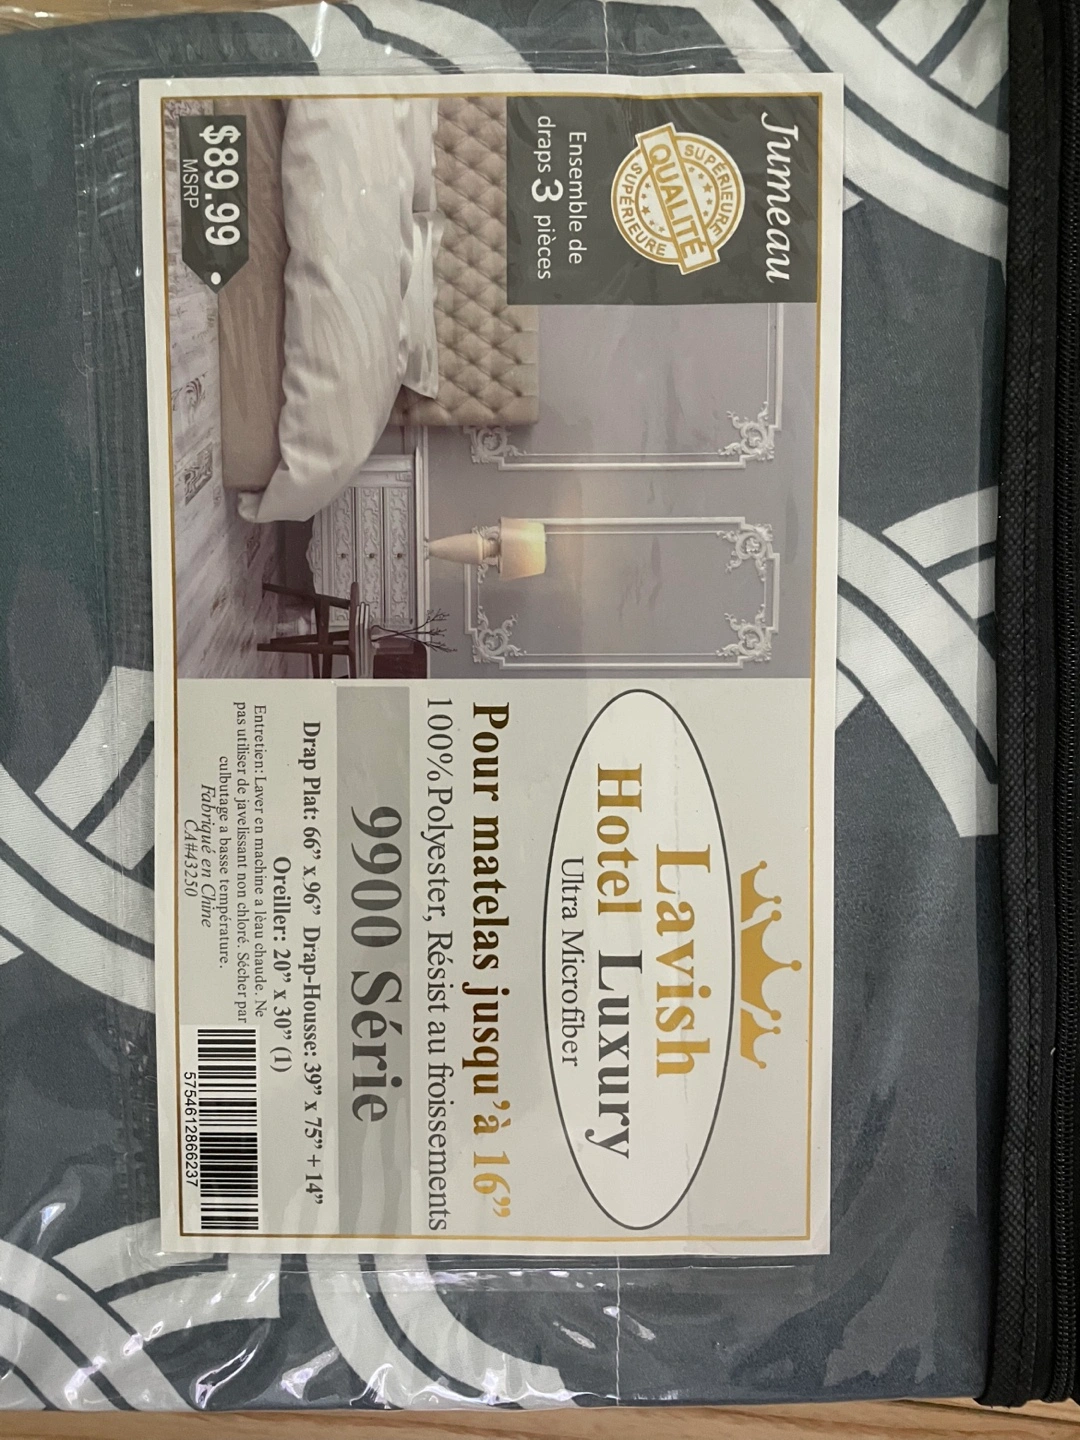 Jumeau
SUPÉRIEURE
QUALITÉ
SUPÉRIEURE
Ensemble de
draps 3 pièces
$89.99
MSRP
Lavish
Hotel Luxury
Ultra Microfiber
Pour matelas jusqu'à 16”
100%Polyester, Résist au froissements
9900 Série
Drap Plat: 66” x 96” Drap-Housse: 39” x 75” + 14”
Oreiller: 20” x 30” (1)
Entretien: Laver en machine a lèau chaude. Ne
pas utiliser de javelissant non chloré. Sécher par
culbutage a basse température.
Fabriqué en Chine
CA#43250
5754612866237